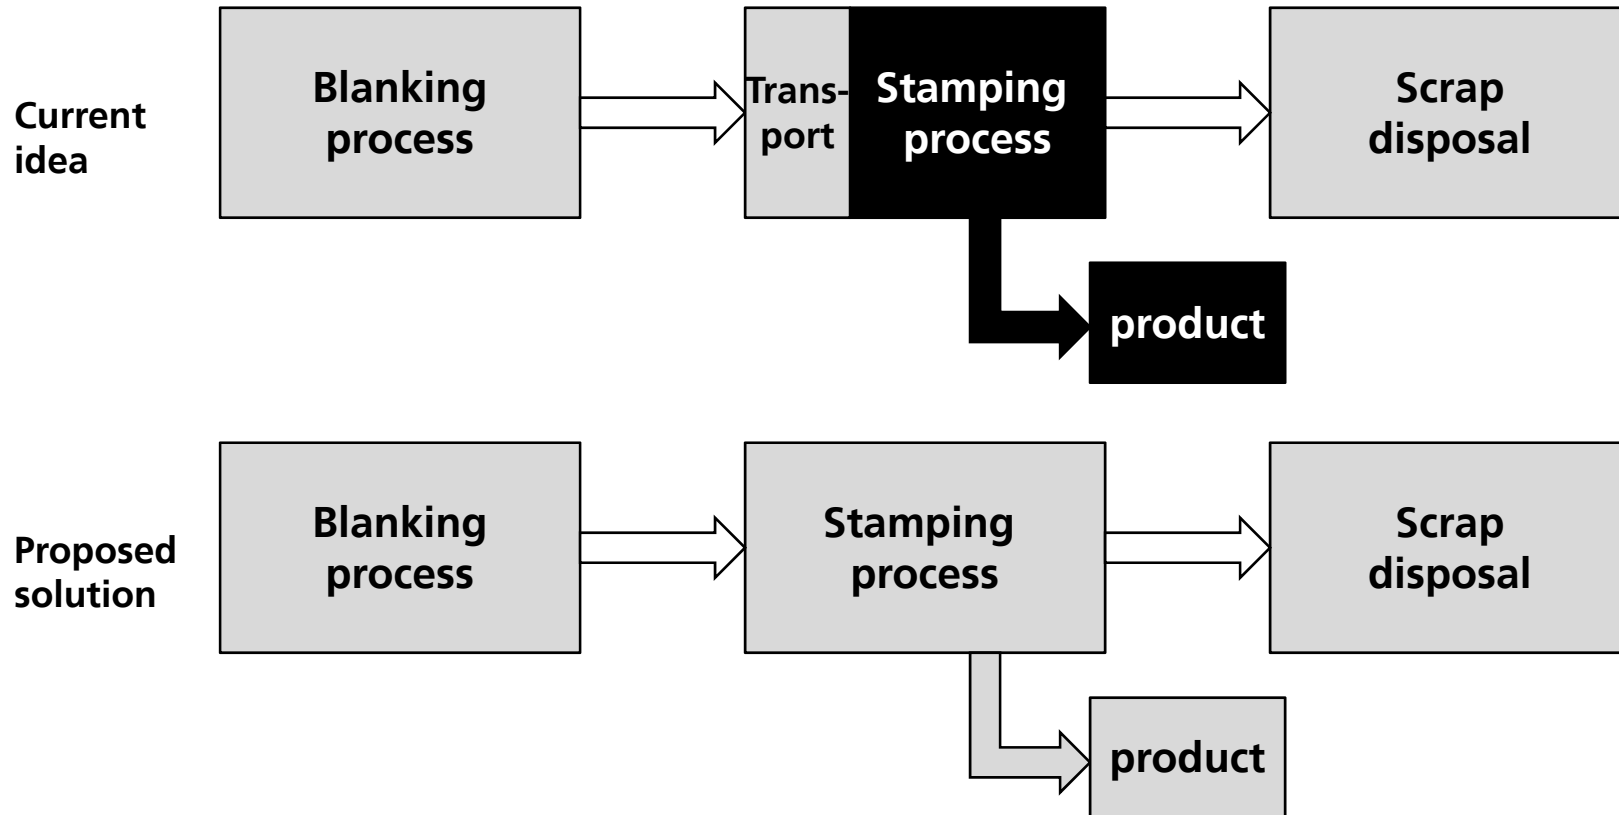 Current
idea
Blanking
process
Trans-
port
Stamping
process
Scrap
disposal
product
Proposed
solution
Blanking
process
Stamping
process
Scrap
disposal
product